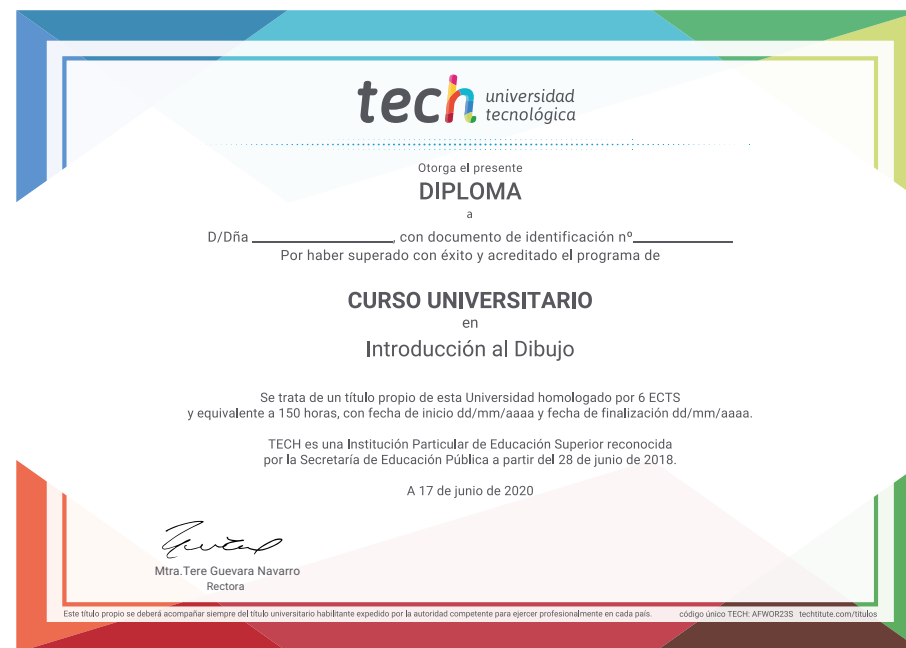 tech universidad
tecnológica
Otorga el presente
DIPLOMA
a
D/Dña ____________________, con documento de identificación nº______________
Por haber superado con éxito y acreditado el programa de
CURSO UNIVERSITARIO
en
Introducción al Dibujo
Se trata de un título propio de esta Universidad homologado por 6 ECTS
y equivalente a 150 horas, con fecha de inicio dd/mm/aaaa y fecha de finalización dd/mm/aaaa.
TECH es una Institución Particular de Educación Superior reconocida
por la Secretaría de Educación Pública a partir del 28 de junio de 2018.
A 17 de junio de 2020
Mtra.Tere Guevara Navarro
Rectora
Este título propio se deberá acompañar siempre del título universitario habilitante expedido por la autoridad competente para ejercer profesionalmente en cada país. código único TECH: AFWOR23S techtitute.com/titulos